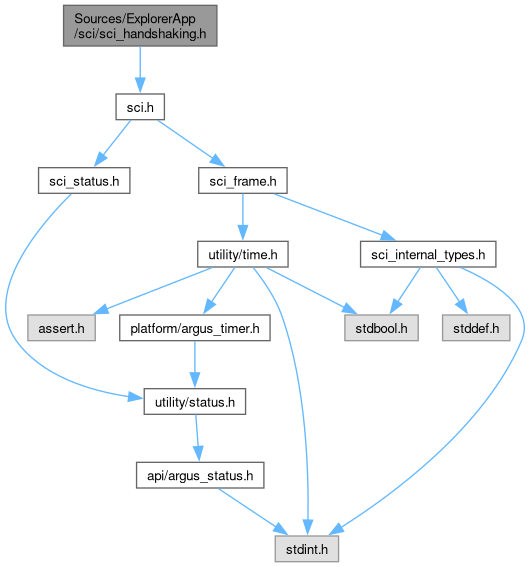 Sources/ExplorerApp
/sci/sci_handshaking.h
sci.h
sci_status.h
sci_frame.h
utility/time.h
sci_internal_types.h
assert.h
platform/argus_timer.h
stdbool.h
stddef.h
utility/status.h
api/argus_status.h
stdint.h